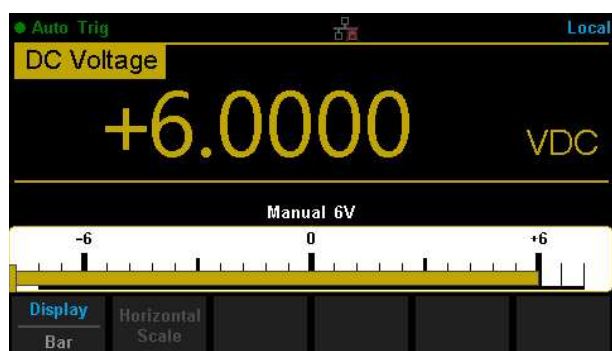 Auto Trig Local
DC Voltage
+6.0000 VDC
Manual 6V
-6 0 +6
Display Horizontal
Bar Scale